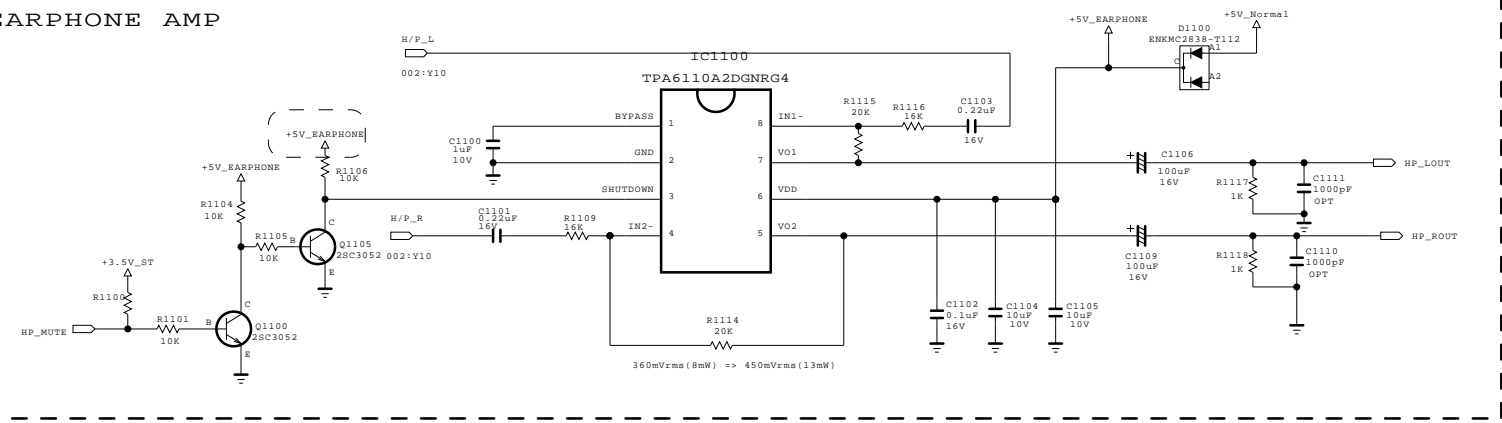 EARPHONE AMP
H/P_L
002:Y10
IC1100
TPA6110A2DGNRG4
+5V_EARPHONE
+5V_Normal
D1100
ENKMC2838-T112
A1
C
A2
BYPASS
1
GND
2
SHUTDOWN
3
IN2-
4
8
IN1-
7
VO1
6
VDD
5
VO2
C1100
1uF
10V
R1115
20K
R1116
16K
C1103
0.22uF
16V
+5V_EARPHONE
R1106
10K
+5V_EARPHONE
R1104
10K
R1105
10K
B
C
E
Q1105
2SC3052
H/P_R
002:Y10
C1101
0.22uF
16V
R1109
16K
+3.5V_ST
R1100
HP_MUTE
R1101
10K
B
C
E
Q1100
2SC3052
R1114
20K
360mVrms(8mW) => 450mVrms(13mW)
C1102
0.1uF
16V
C1104
10uF
10V
C1105
10uF
10V
+
C1106
100uF
16V
R1117
1K
C1111
1000pF
OPT
HP_LOUT
+
C1109
100uF
16V
R1118
1K
C1110
1000pF
OPT
HP_ROUT